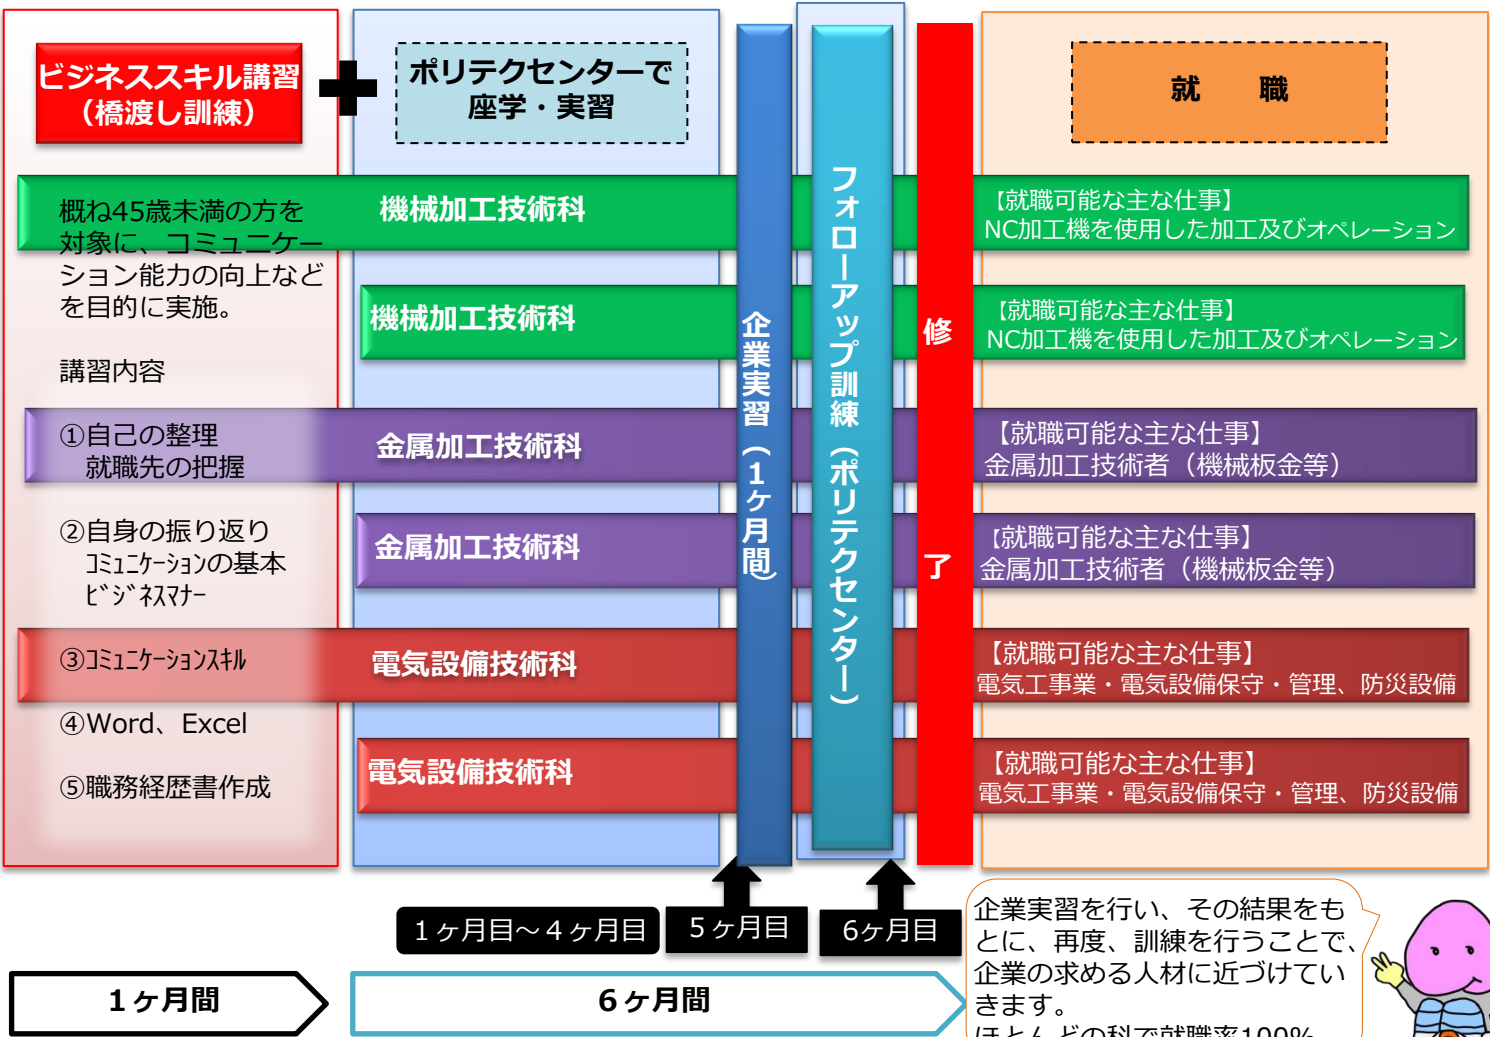 ビジネススキル講習
（橋渡し訓練）
ポリテクセンターで
座学・実習
就　職
概ね45歳未満の方を
対象に、コミュニケー
ション能力の向上など
を目的に実施。
講習内容
①自己の整理
就職先の把握
②自身の振り返り
ｺﾐｭﾆｹｰｼｮﾝの基本
ﾋﾞｼﾞﾈｽﾏﾅｰ
③ｺﾐｭﾆｹｰｼｮﾝｽｷﾙ
④Word、Excel
⑤職務経歴書作成
機械加工技術科
機械加工技術科
金属加工技術科
金属加工技術科
電気設備技術科
電気設備技術科
企業実習（1ケ月間）
フォローアップ訓練（ポリテクセンター）
修　了
【就職可能な主な仕事】
NC加工機を使用した加工及びオペレーション
【就職可能な主な仕事】
NC加工機を使用した加工及びオペレーション
【就職可能な主な仕事】
金属加工技術者（機械板金等）
【就職可能な主な仕事】
金属加工技術者（機械板金等）
【就職可能な主な仕事】
電気工事業・電気設備保守・管理、防災設備
【就職可能な主な仕事】
電気工事業・電気設備保守・管理、防災設備
１ヶ月目～４ヶ月目
５ヶ月目
6ヶ月目
１ヶ月間
６ヶ月間
企業実習を行い、その結果をも
とに、再度、訓練を行うことで、
企業の求める人材に近づけてい
きます。
ほとんどの科で就職率100%